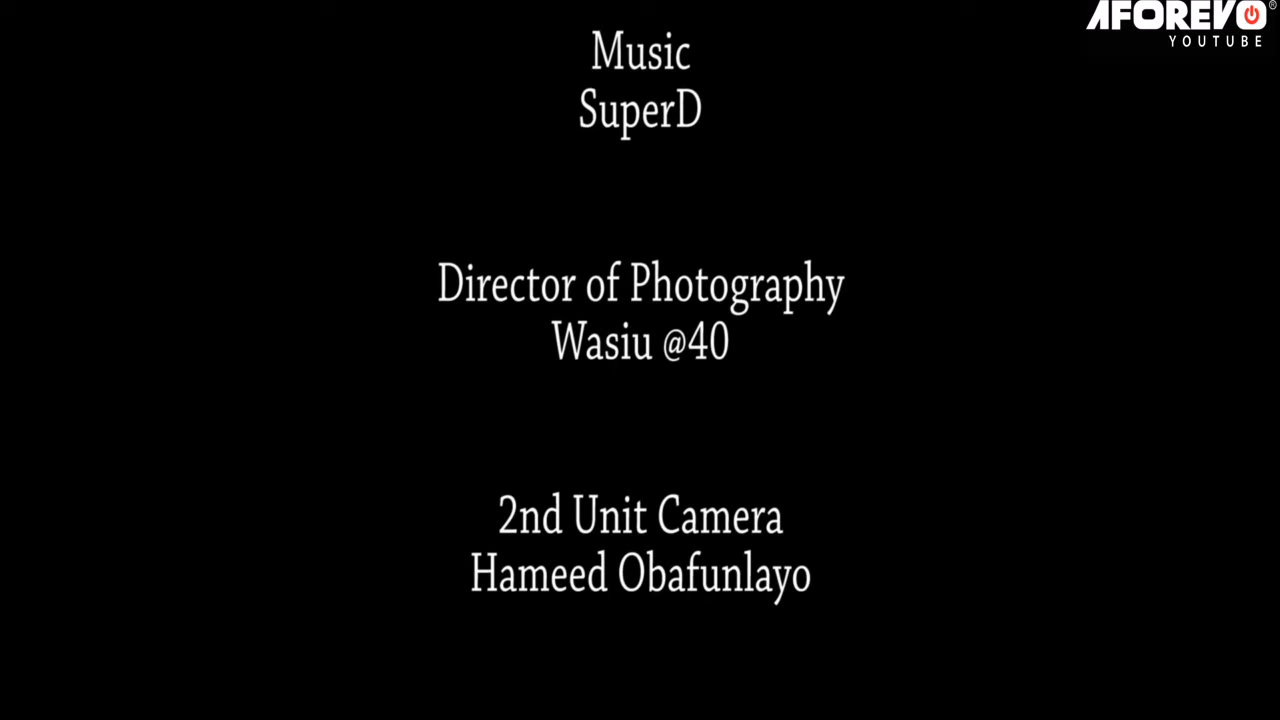 AFOREVO®
YOUTUBE
Music
SuperD
Director of Photography
Wasiu @40
2nd Unit Camera
Hameed Obafunlayo